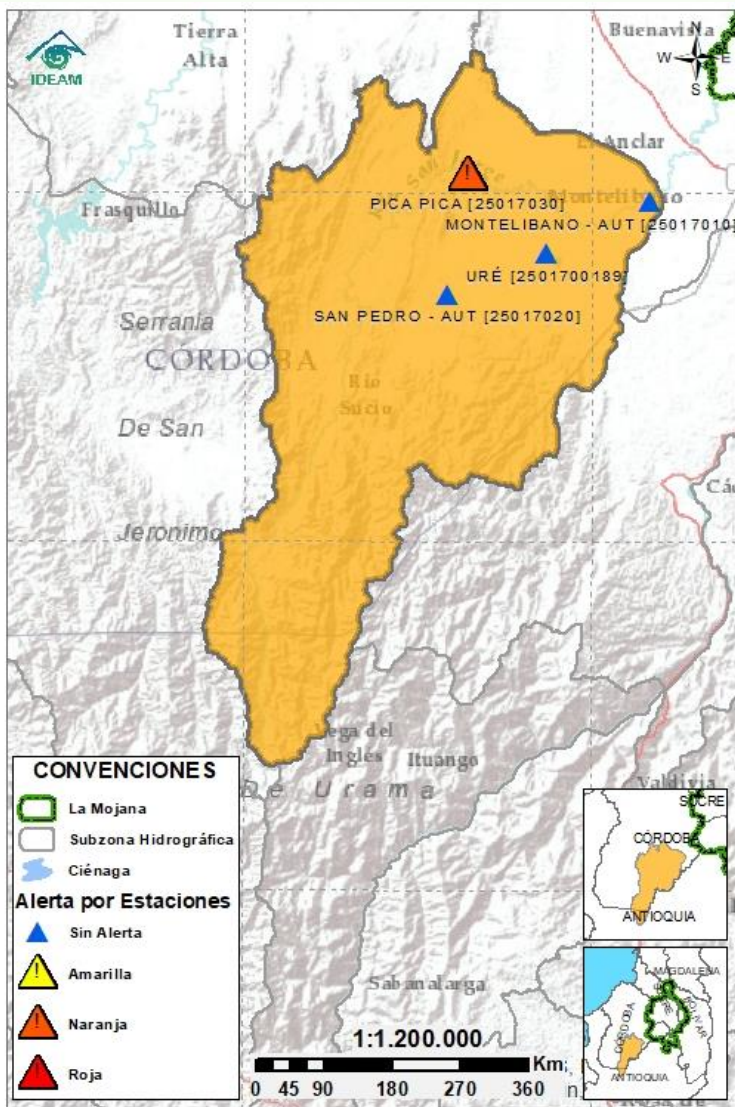 IDEAM
Tierra
Alta
Buenavista
N
W E
S
El Anclar
Frasquillo
Montelibano
PICA PICA [25017030]
MONTELIBANO - AUT [25017010]
URÉ [2501700189]
SAN PEDRO - AUT [25017020]
Serrania
CÓRDOBA
Río
Sucio
De San
Jeronimo
Các
Vega del
Ingles
Ituango
De Urama
Valdivia
Sabanalarga
CONVENCIONES
La Mojana
Subzona Hidrográfica
Ciénaga
Alerta por Estaciones
Sin Alerta
Amarilla
Naranja
Roja
1:1.200.000
Km
0 45 90 180 270 360
SUCRE
CÓRDOBA
ANTIOQUIA
MAGDALENA
CÓRDOBA
ANTIOQUIA